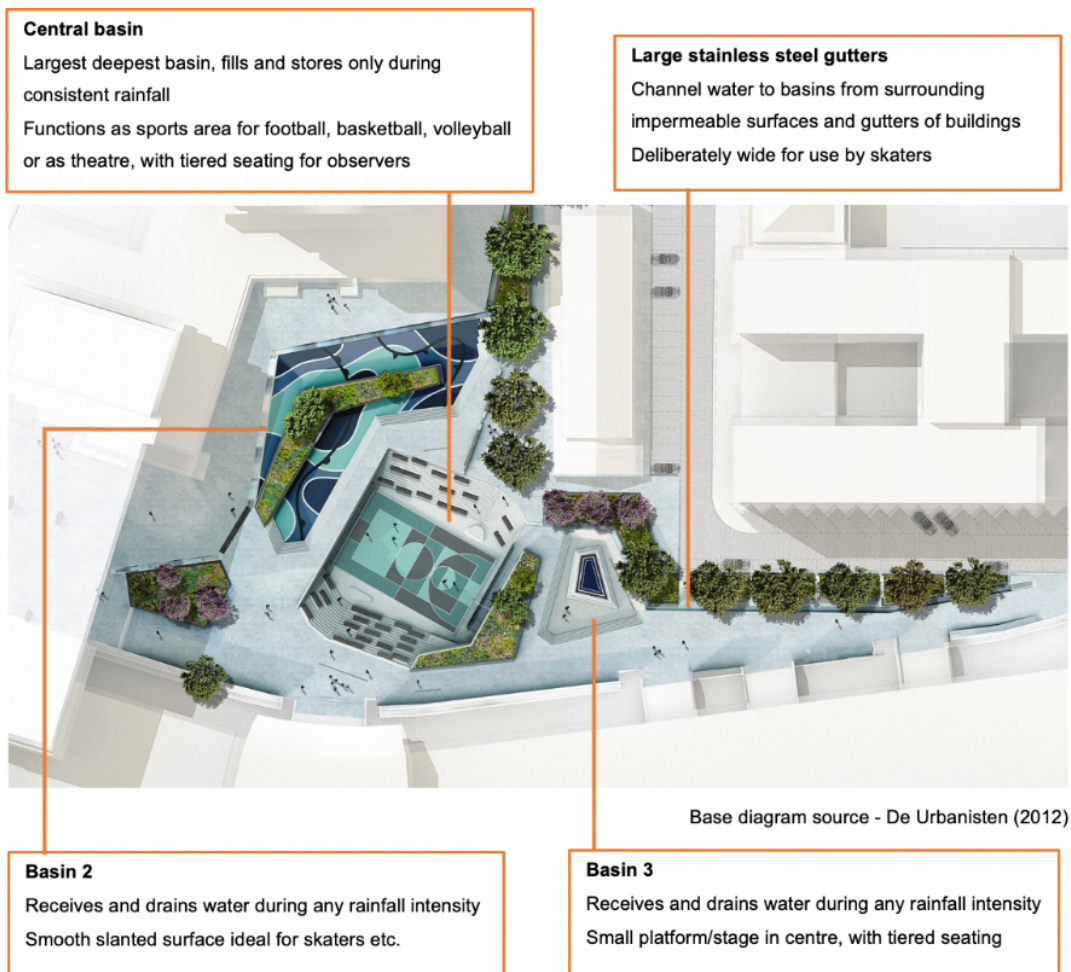 Central basin
Largest deepest basin, fills and stores only during
consistent rainfall
Functions as sports area for football, basketball, volleyball
or as theatre, with tiered seating for observers
Large stainless steel gutters
Channel water to basins from surrounding
impermeable surfaces and gutters of buildings
Deliberately wide for use by skaters
Base diagram source - De Urbanisten (2012)
Basin 2
Receives and drains water during any rainfall intensity
Smooth slanted surface ideal for skaters etc.
Basin 3
Receives and drains water during any rainfall intensity
Small platform/stage in centre, with tiered seating